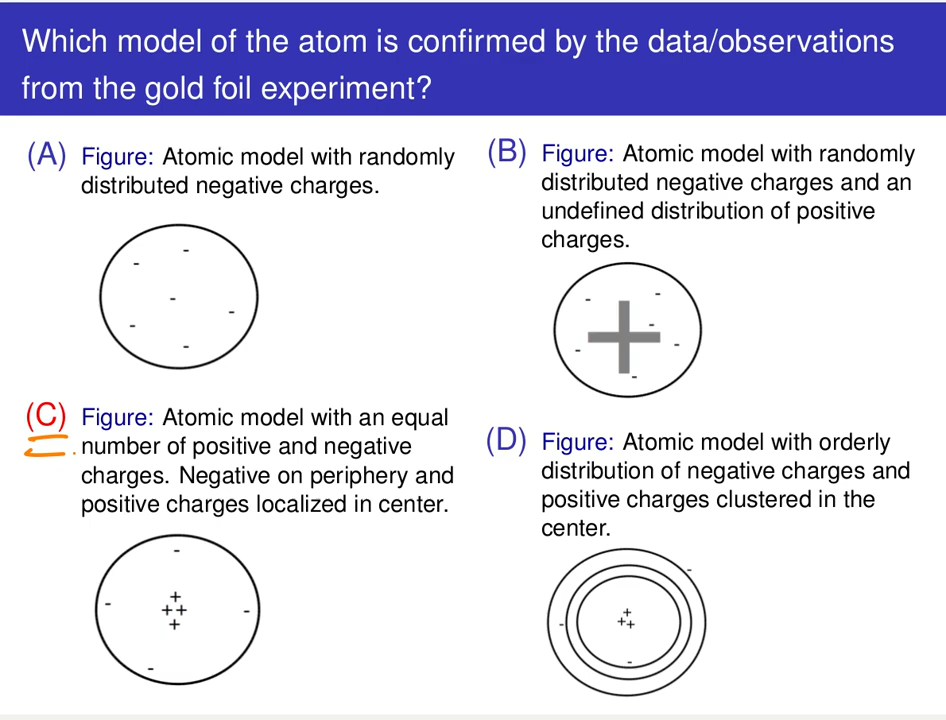 Which model of the atom is confirmed by the data/observations
from the gold foil experiment?
(A) Figure: Atomic model with randomly
distributed negative charges.
-
-
-
-
-
-
(B) Figure: Atomic model with randomly
distributed negative charges and an
undefined distribution of positive
charges.
-
-
+
-
-
-
-
(C) Figure: Atomic model with an equal
number of positive and negative
charges. Negative on periphery and
positive charges localized in center.
-
+
- ++ -
+
-
(D) Figure: Atomic model with orderly
distribution of negative charges and
positive charges clustered in the
center.
-
+
- ++
-